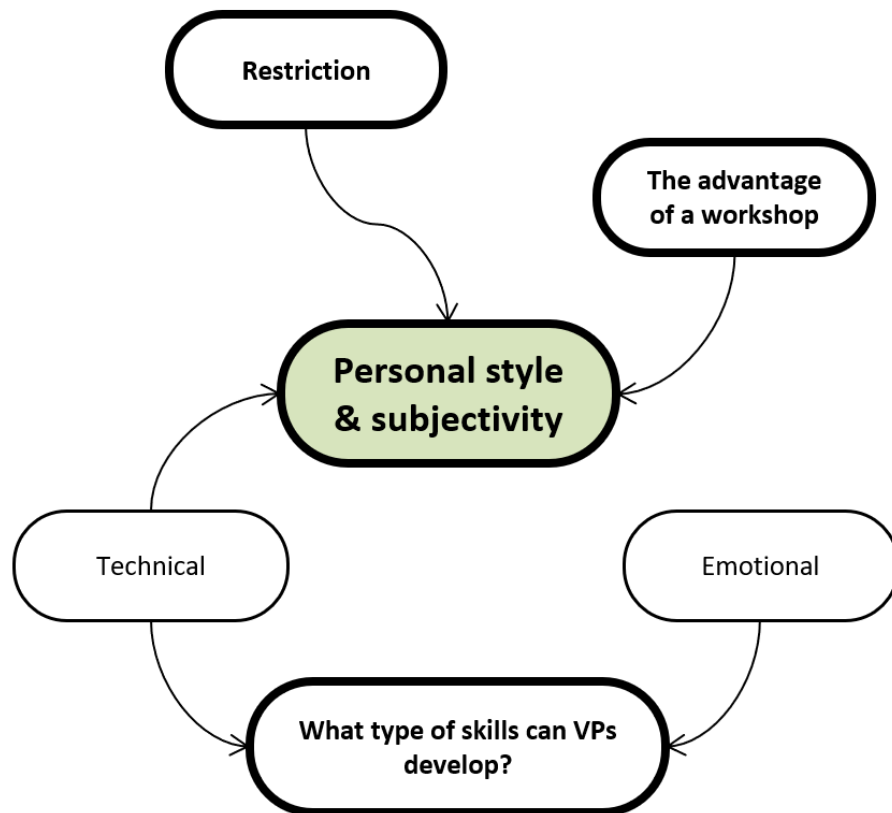 Restriction
The advantage
of a workshop
Personal style
& subjectivity
Technical
Emotional
What type of skills can VPs
develop?